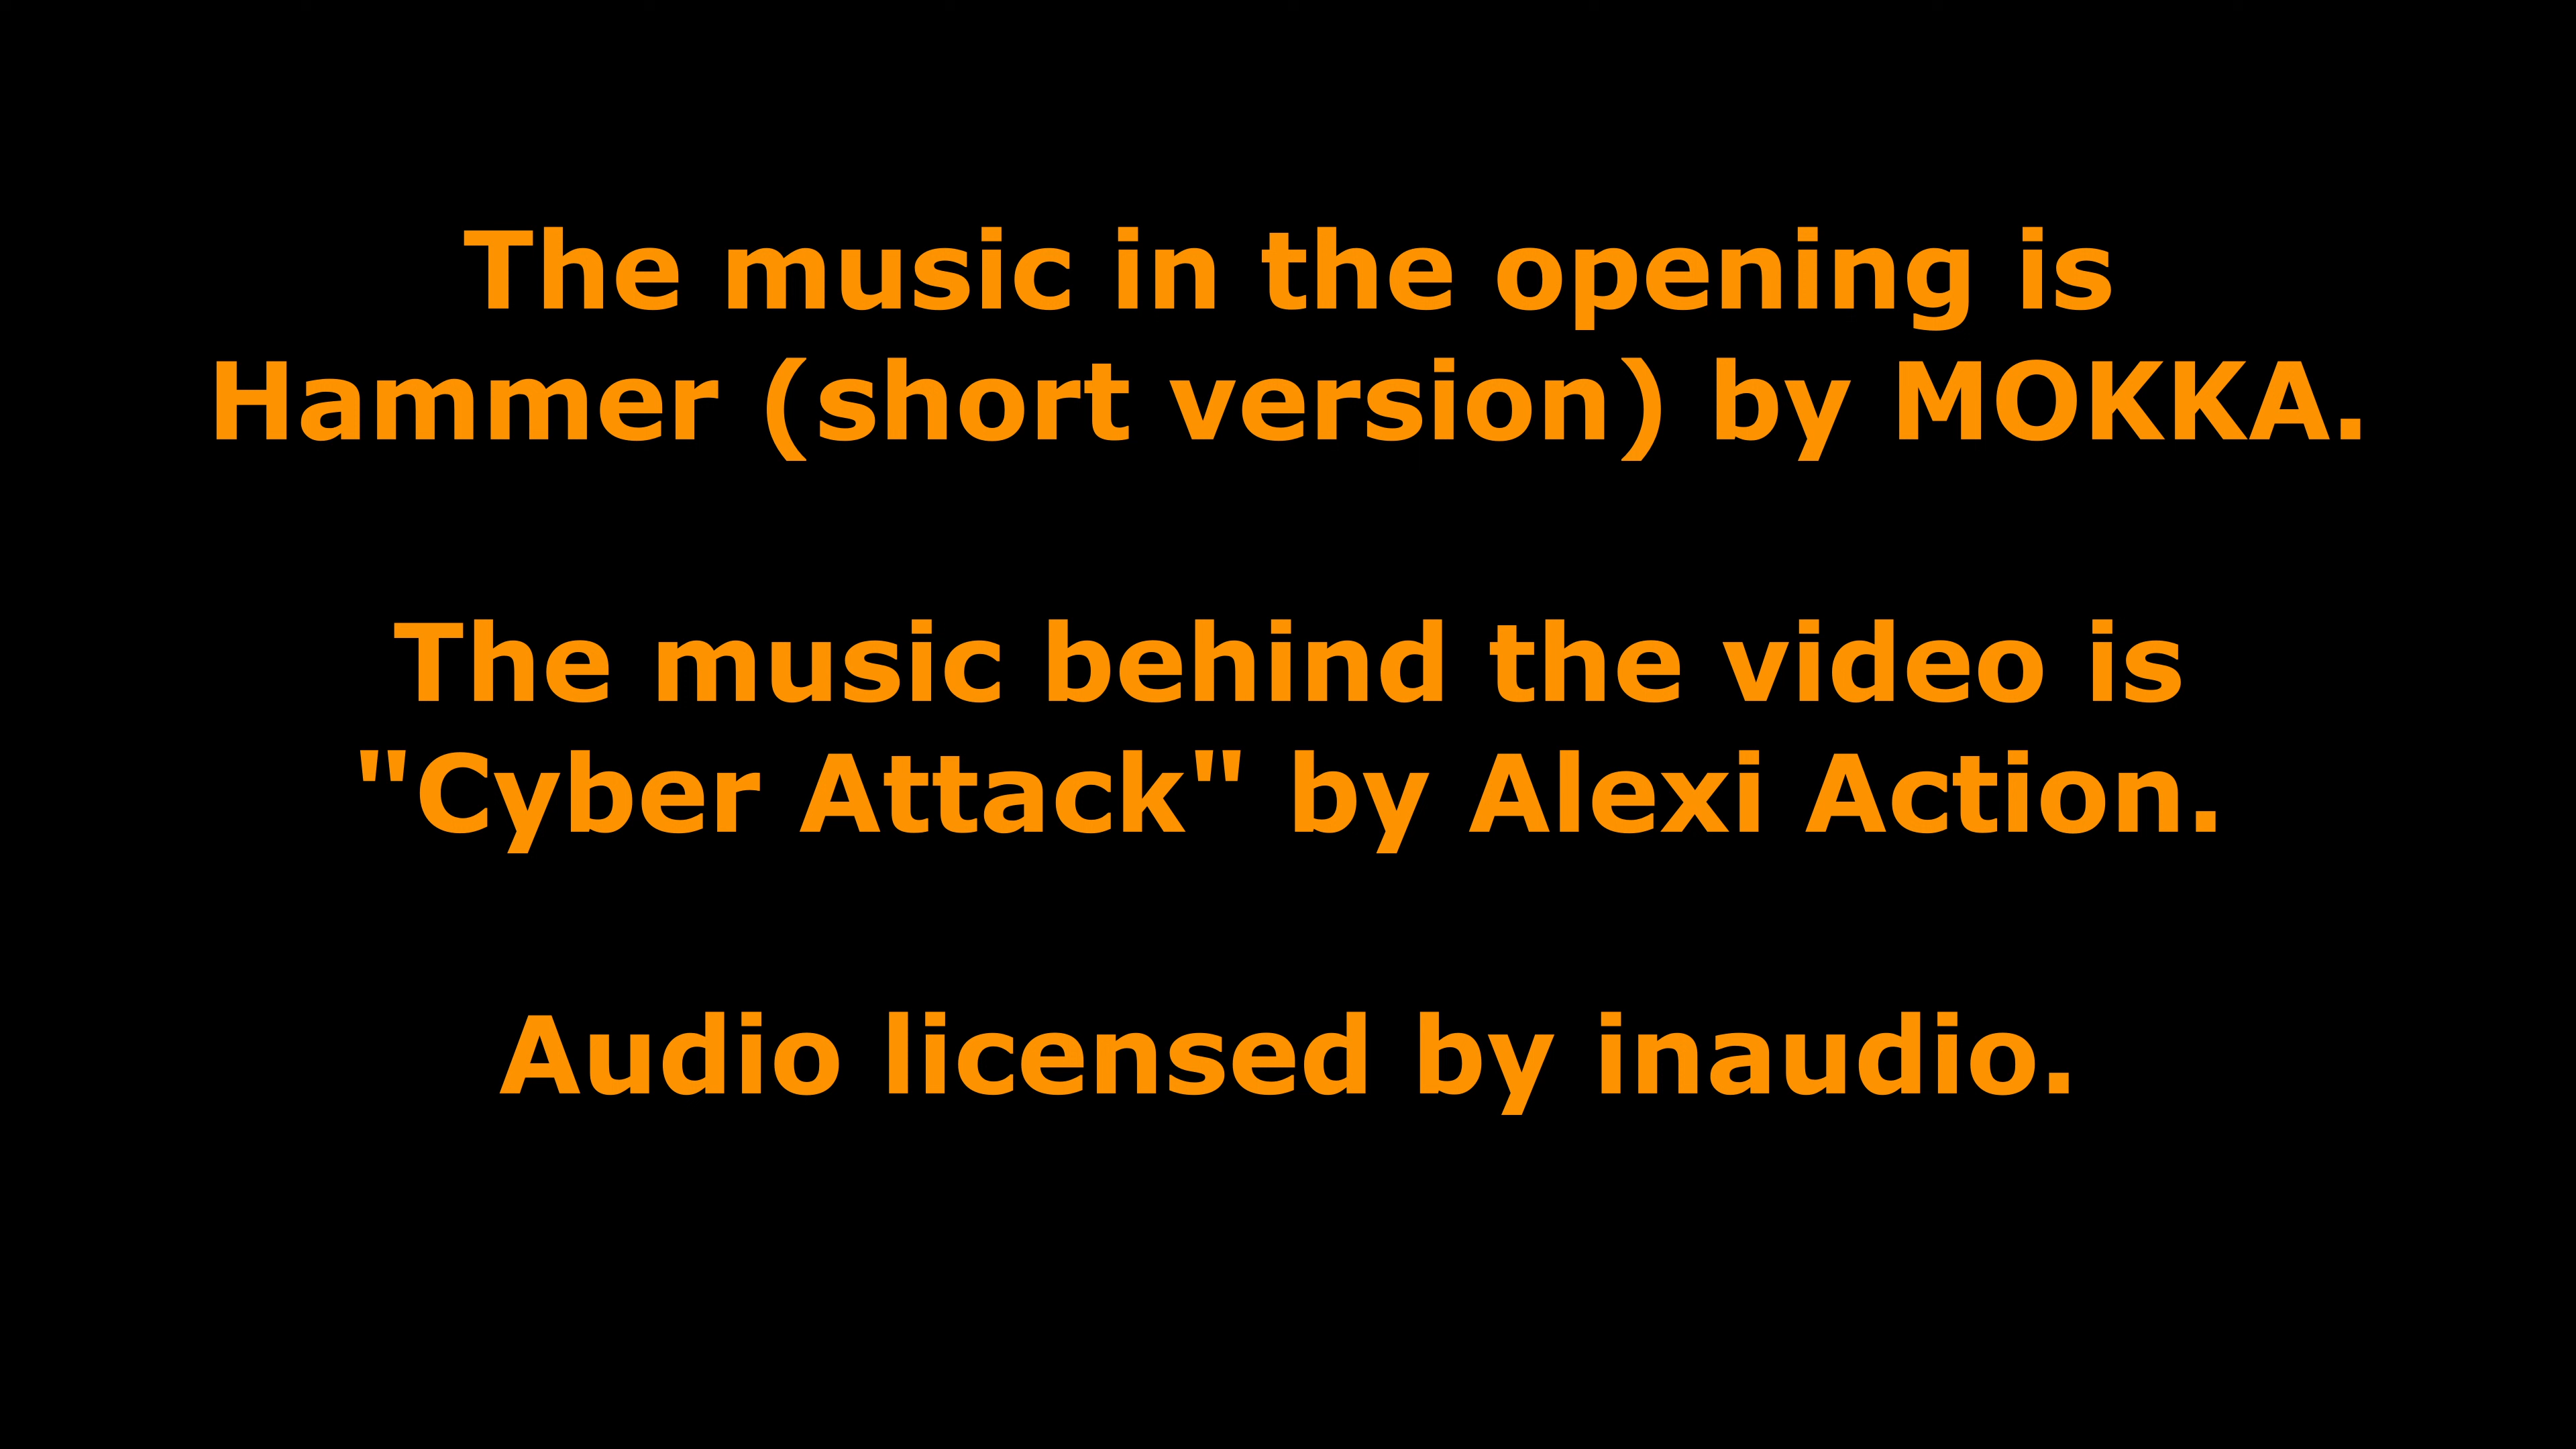 The music in the opening is
Hammer (short version) by MOKKA.
The music behind the video is
"Cyber Attack" by Alexi Action.
Audio licensed by inaudio.